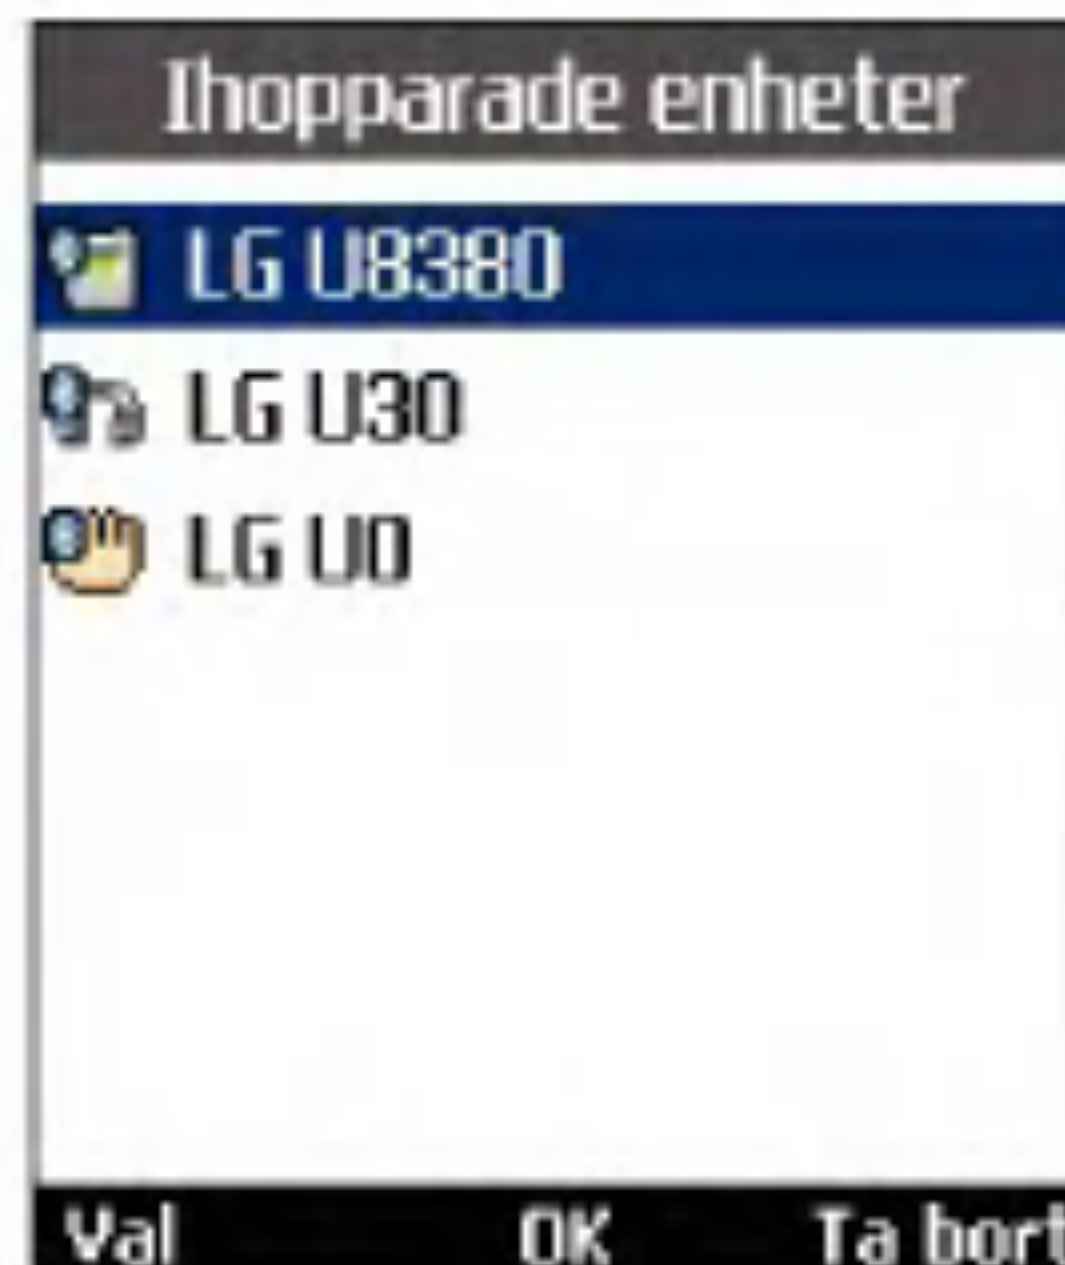 Ihopparade enheter
LG U8380
LG U30
LG U0
Val OK Ta bort